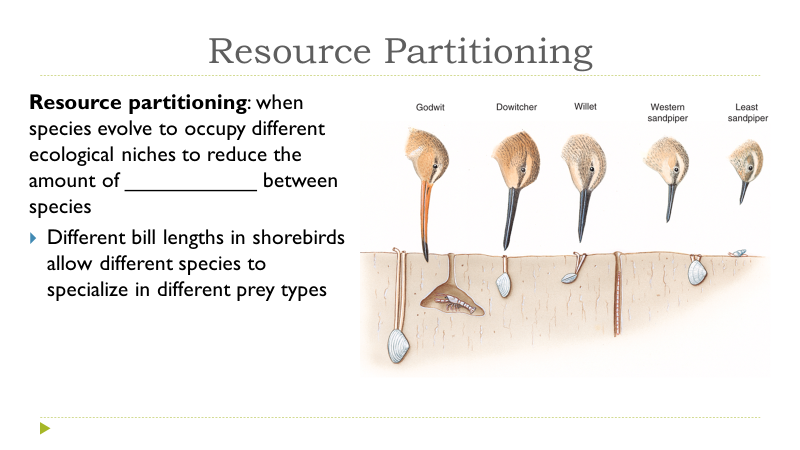 Resource Partitioning
Resource partitioning: when
species evolve to occupy different
ecological niches to reduce the
amount of ____________ between
species
Different bill lengths in shorebirds
allow different species to
specialize in different prey types
Godwit
Dowitcher
Willet
Western
sandpiper
Least
sandpiper